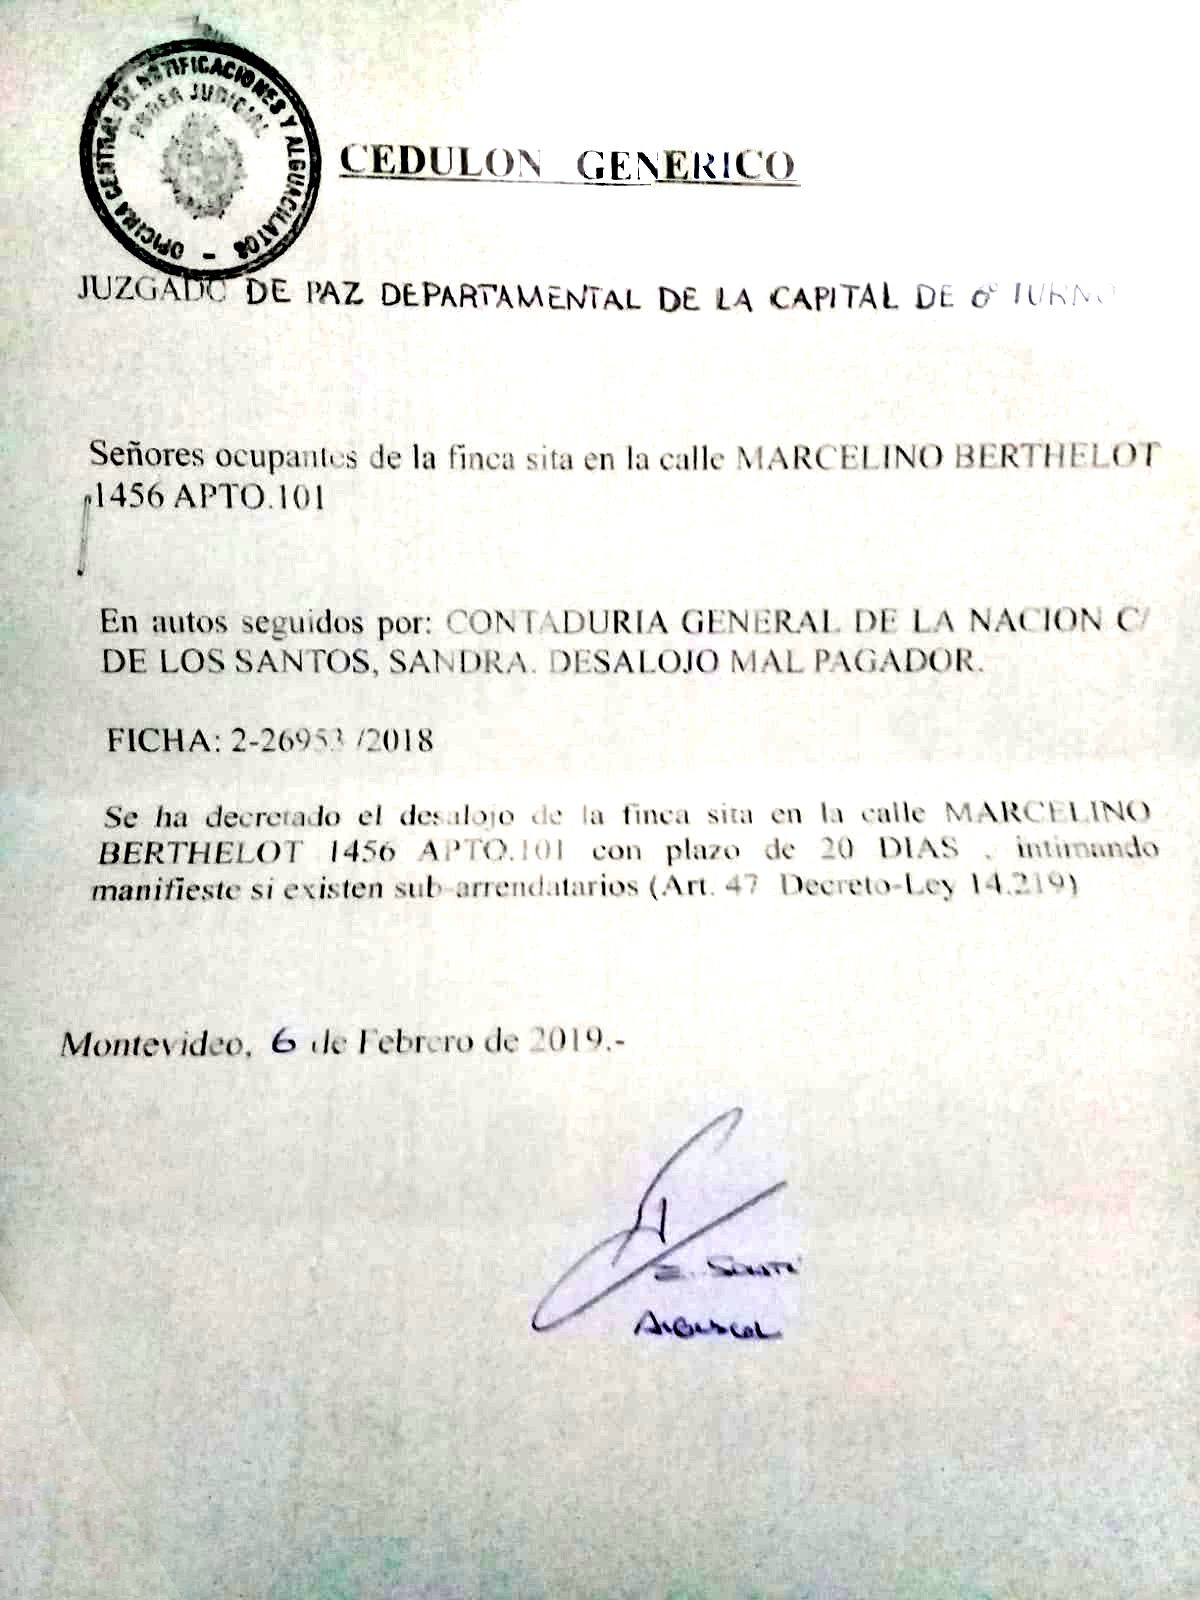 OFICINA CENTRAL DE NOTIFICACIONES Y ALGUACILATOS -
PODER JUDICIAL
CEDULON GENERICO
JUZGADO DE PAZ DEPARTAMENTAL DE LA CAPITAL DE 6º TURNO
Señores ocupantes de la finca sita en la calle MARCELINO BERTHELOT
1456 APTO.101
En autos seguidos por: CONTADURIA GENERAL DE LA NACION C/
DE LOS SANTOS, SANDRA. DESALOJO MAL PAGADOR.
FICHA: 2-26953 /2018
Se ha decretado el desalojo de la finca sita en la calle MARCELINO
BERTHELOT 1456 APTO.101 con plazo de 20 DIAS , intimando
manifieste si existen sub-arrendatarios (Art. 47 Decreto-Ley 14.219)
Montevideo, 6 de Febrero de 2019.-